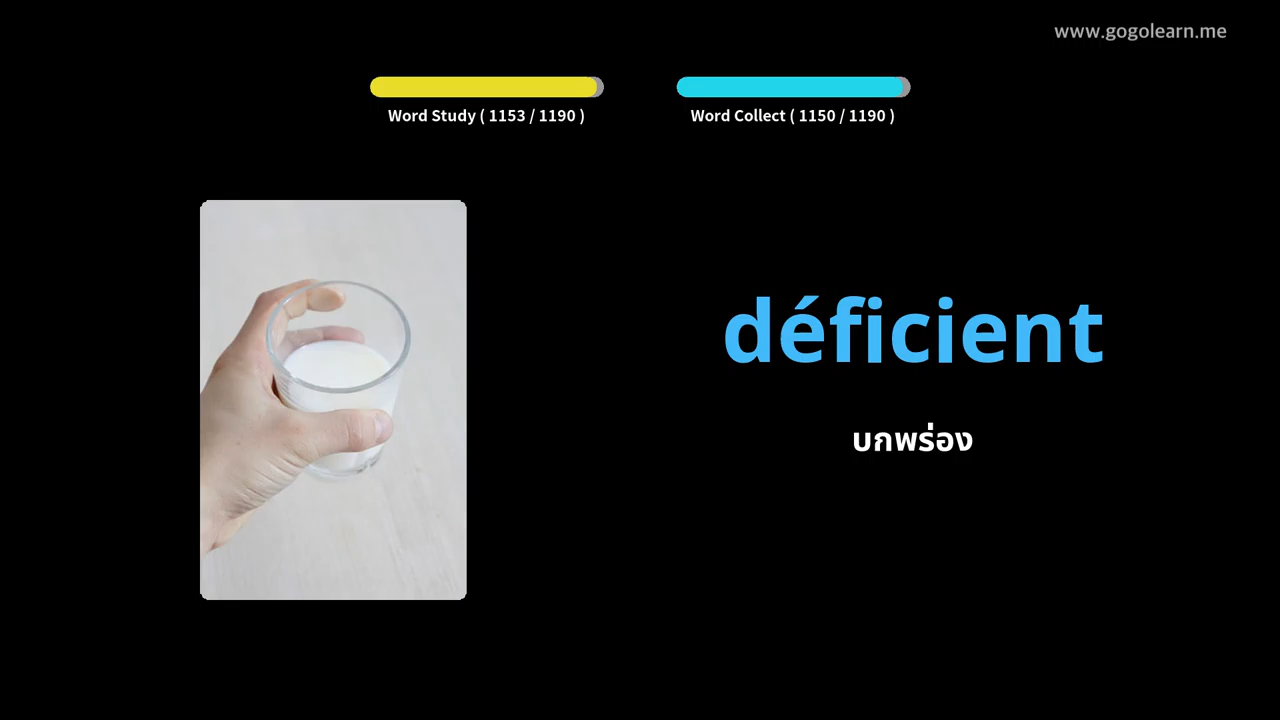 www.gogolearn.me
Word Study ( 1153 / 1190 )
Word Collect ( 1150 / 1190 )
déficient
บกพร่อง